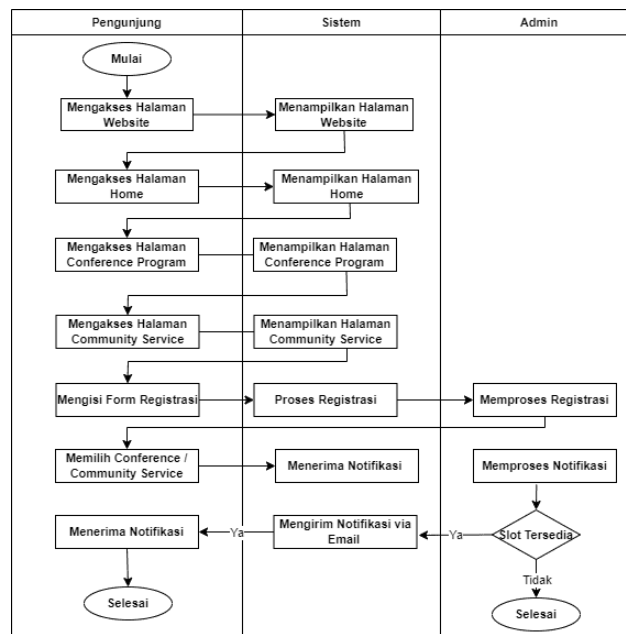 Pengunjung
Sistem
Admin
Mulai
Mengakses Halaman
Website
Menampilkan Halaman
Website
Mengakses Halaman
Home
Menampilkan Halaman
Home
Mengakses Halaman
Conference Program
Menampilkan Halaman
Conference Program
Mengakses Halaman
Community Service
Menampilkan Halaman
Community Service
Mengisi Form Registrasi
Proses Registrasi
Memproses Registrasi
Memilih Conference /
Community Service
Menerima Notifikasi
Memproses Notifikasi
Menerima Notifikasi
Ya
Mengirim Notifikasi via
Email
Ya
Slot Tersedia
Tidak
Selesai
Selesai